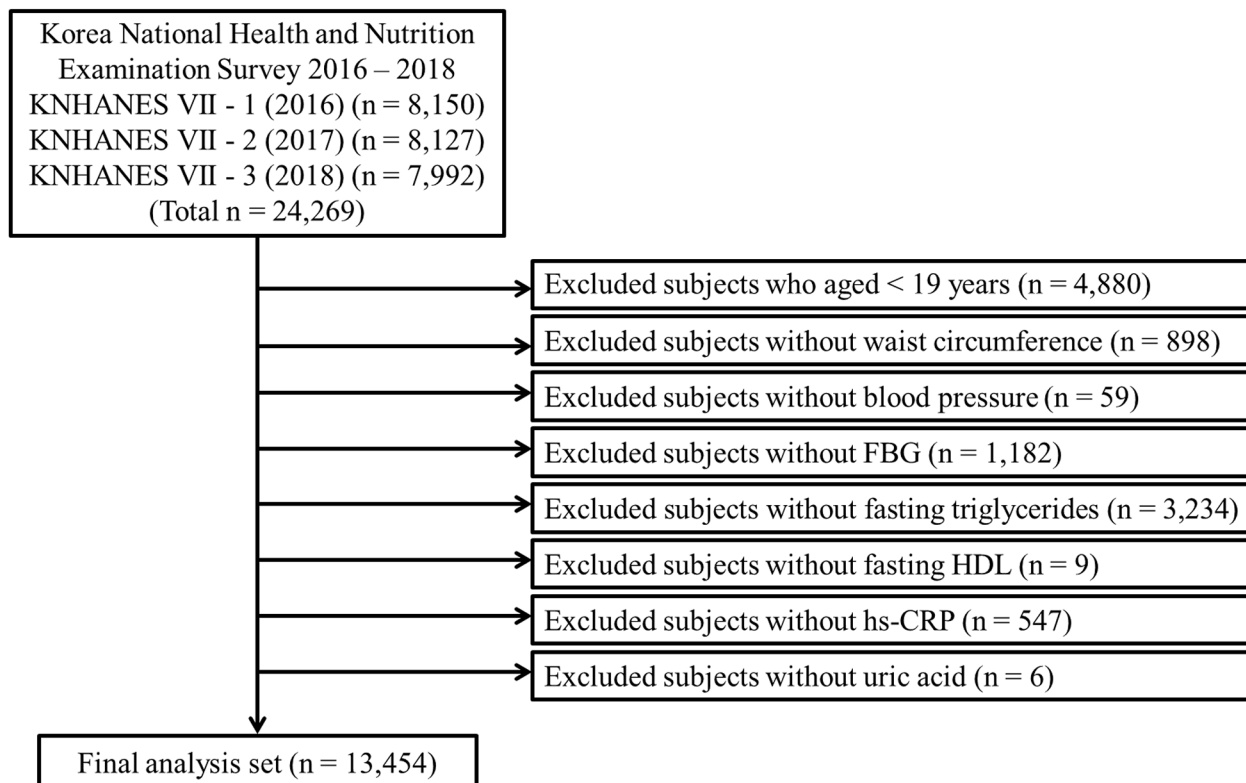 Korea National Health and Nutrition
Examination Survey 2016 – 2018
KNHANES VII - 1 (2016) (n = 8,150)
KNHANES VII - 2 (2017) (n = 8,127)
KNHANES VII - 3 (2018) (n = 7,992)
(Total n = 24,269)
Excluded subjects who aged < 19 years (n = 4,880)
Excluded subjects without waist circumference (n = 898)
Excluded subjects without blood pressure (n = 59)
Excluded subjects without FBG (n = 1,182)
Excluded subjects without fasting triglycerides (n = 3,234)
Excluded subjects without fasting HDL (n = 9)
Excluded subjects without hs-CRP (n = 547)
Excluded subjects without uric acid (n = 6)
Final analysis set (n = 13,454)